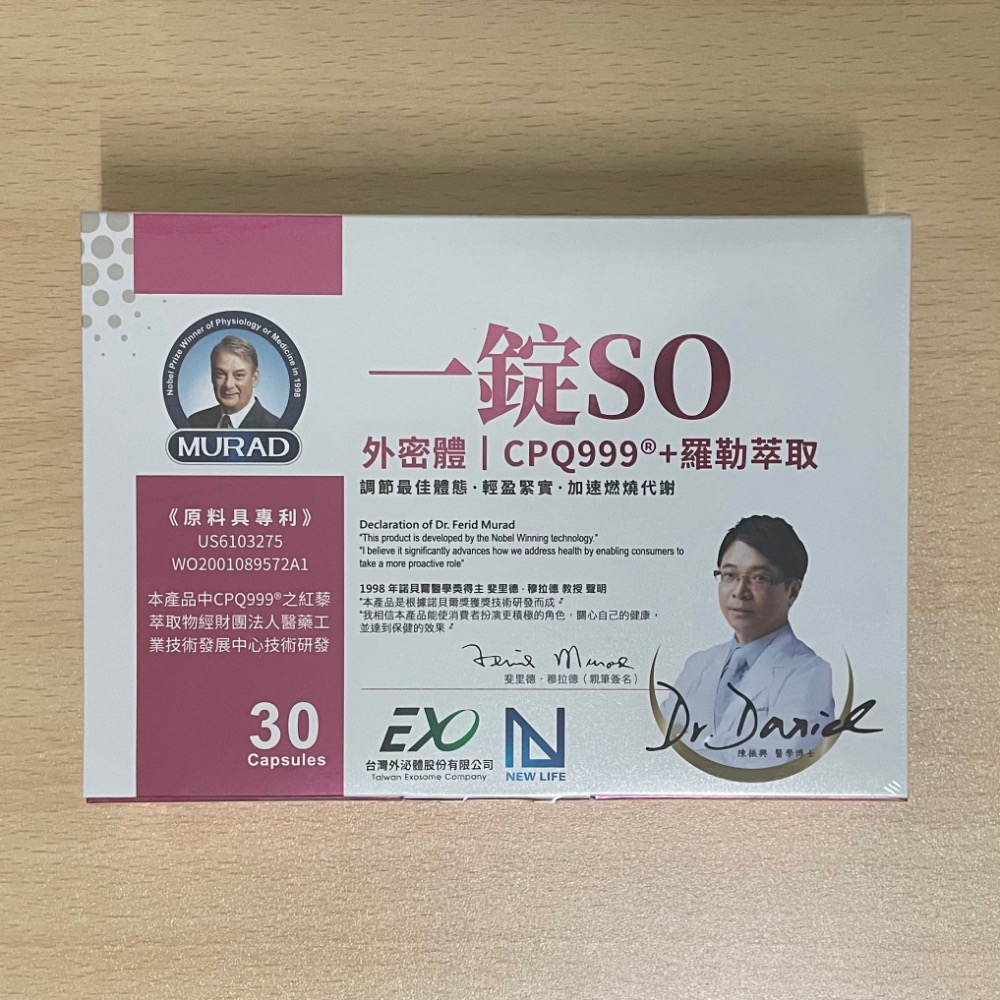 Nobel Prize Winner of Physiology or Medicine in 1998
MURAD
《原料具專利》
US6103275
WO2001089572A1
本產品中CPQ999®之紅藜
萃取物經財團法人醫藥工
業技術發展中心技術研發
30
Capsules
一錠SO
外密體｜CPQ999®+羅勒萃取
調節最佳體態·輕盈緊實·加速燃燒代謝
Declaration of Dr. Ferid Murad
"This product is developed by the Nobel Winning technology."
"I believe it significantly advances how we address health by enabling consumers to
take a more proactive role"
1998 年諾貝爾醫學獎得主 斐里德·穆拉德 教授 聲明
"本產品是根據諾貝爾獎獲獎技術研發而成。"
"我相信本產品能使消費者扮演更積極的角色，關心自己的健康，
並達到保健的效果。"
Ferid Murad
斐里德·穆拉德（親筆簽名）
EXO
台灣外泌體股份有限公司
Taiwan Exosome Company
N
NEW LIFE
Dr. Daniel
陳振興 醫學博士